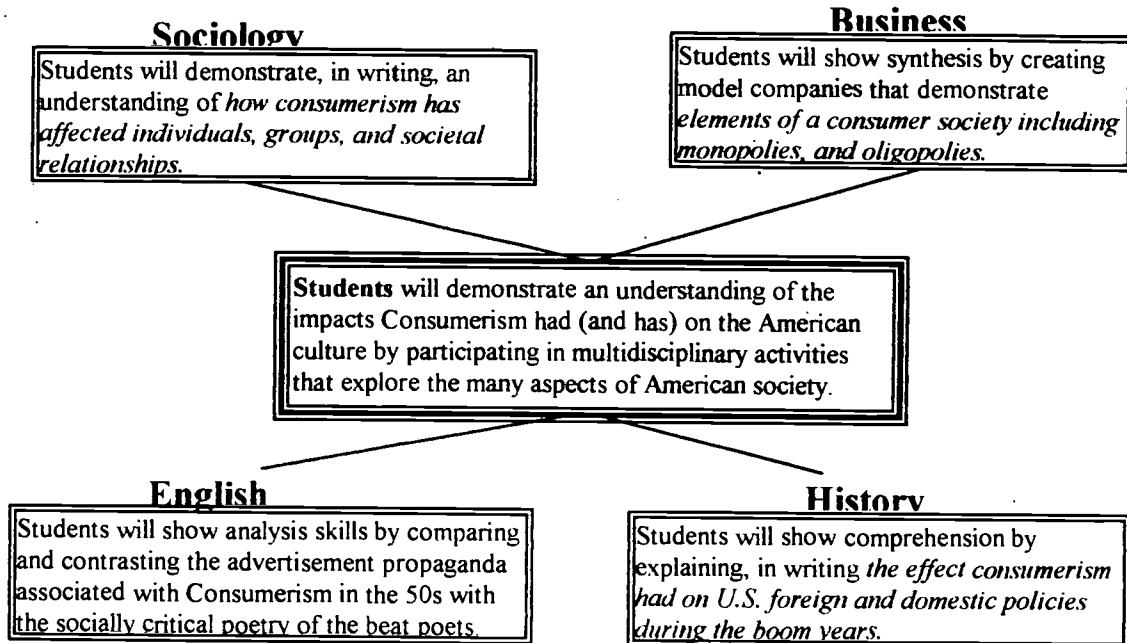 Sociology
Students will demonstrate, in writing, an
understanding of how consumerism has
affected individuals, groups, and societal
relationships.
Business
Students will show synthesis by creating
model companies that demonstrate
elements of a consumer society including
monopolies, and oligopolies.
Students will demonstrate an understanding of the
impacts Consumerism had (and has) on the American
culture by participating in multidisciplinary activities
that explore the many aspects of American society.
English
Students will show analysis skills by comparing
and contrasting the advertisement propaganda
associated with Consumerism in the 50s with
the socially critical poetry of the beat poets.
History
Students will show comprehension by
explaining, in writing the effect consumerism
had on U.S. foreign and domestic policies
during the boom years.